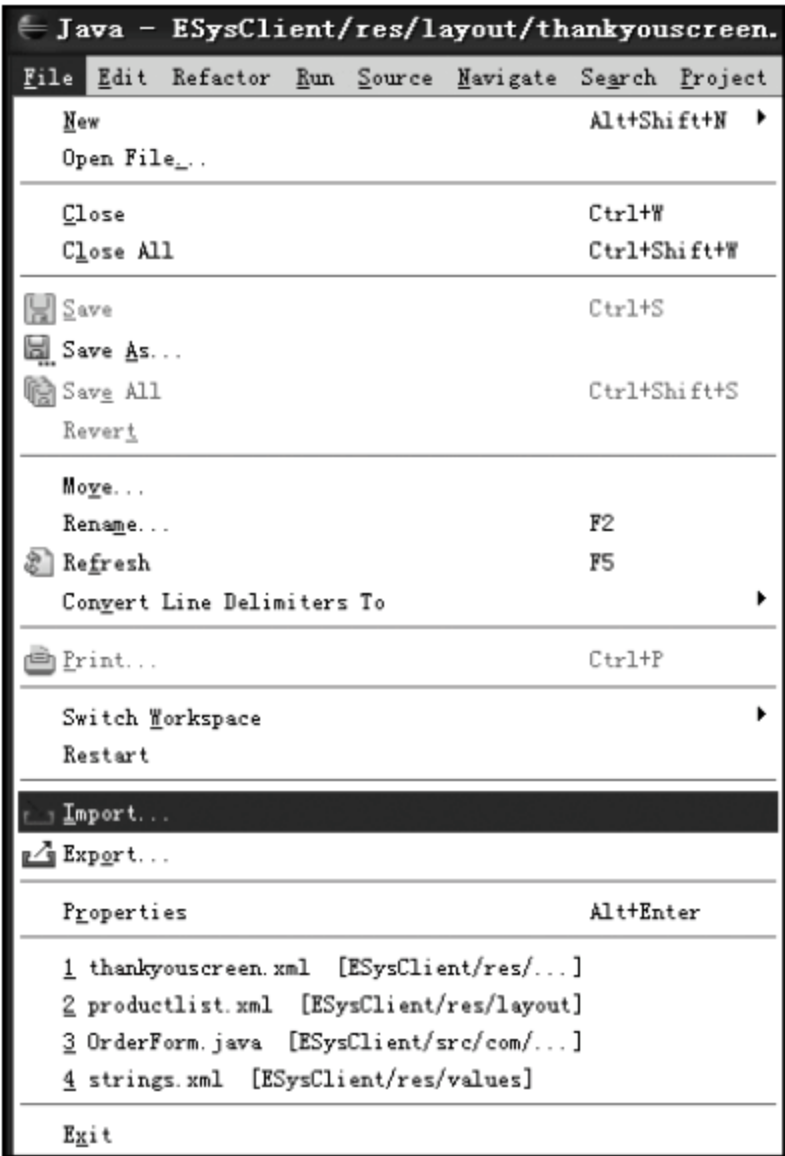 Java - ESysClient/res/layout/thankyouscreen.
File Edit Refactor Run Source Navigate Search Project
New Alt+Shift+N
Open File...
Close Ctrl+W
Close All Ctrl+Shift+W
Save Ctrl+S
Save As...
Save All Ctrl+Shift+S
Revert
Move...
Rename... F2
Refresh F5
Convert Line Delimiters To
Print... Ctrl+P
Switch Workspace
Restart
Import...
Export...
Properties Alt+Enter
1 thankyouscreen.xml [ESysClient/res/...]
2 productlist.xml [ESysClient/res/layout]
3 OrderForm.java [ESysClient/src/com/...]
4 strings.xml [ESysClient/res/values]
Exit